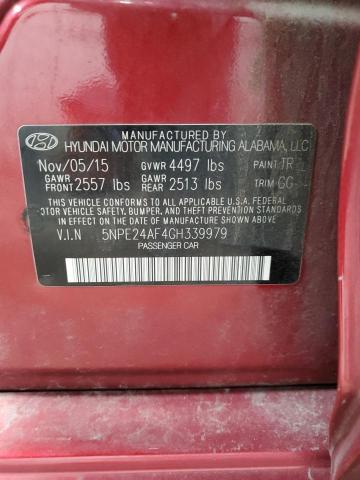 MANUFACTURED BY
HYUNDAI MOTOR MANUFACTURING ALABAMA, LLC
Nov/05/15 GVWR 4497 lbs PAINT TR
GAWR FRONT 2557 lbs GAWR REAR 2513 lbs TRIM GG
THIS VEHICLE CONFORMS TO ALL APPLICABLE U.S.A FEDERAL
OTOR VEHICLE SAFETY, BUMPER, AND THEFT PREVENTION STANDARDS
IN EFFECT ON THE DATE OF MANUFACTURE SHOWN ABOVE.
V.I.N 5NPE24AF4GH339979
PASSENGER CAR